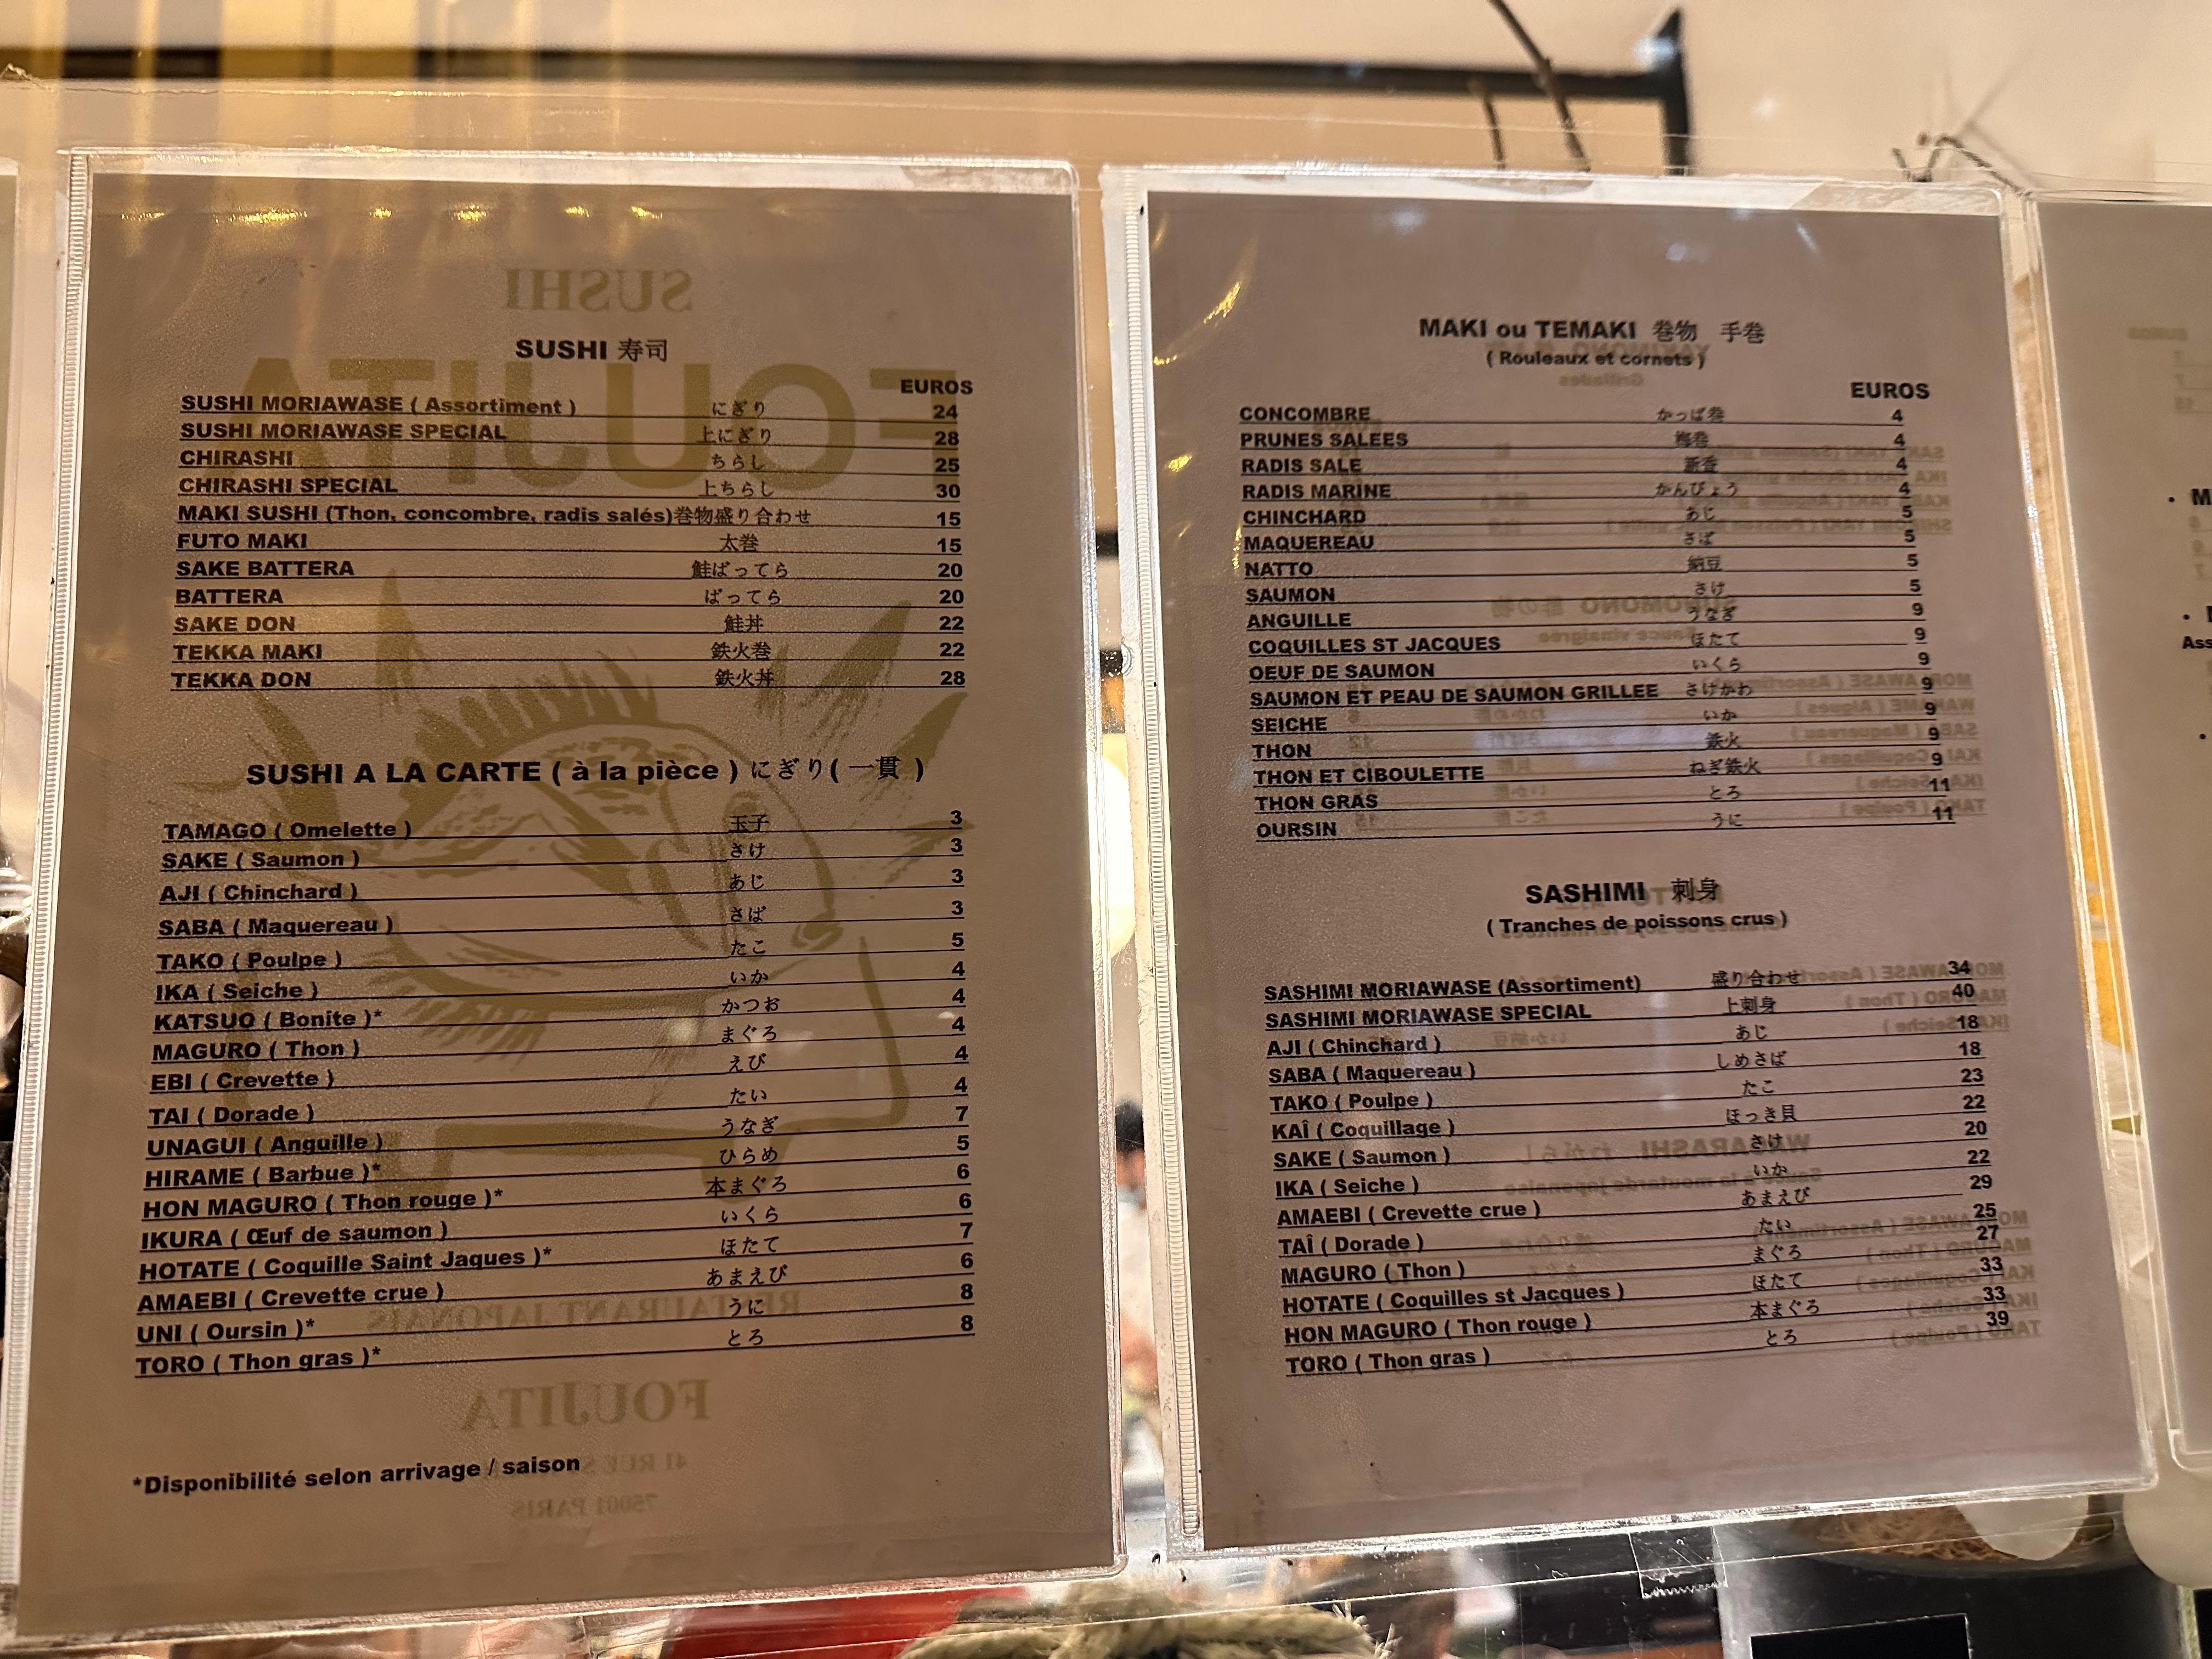 SUSHI
SUSHI 寿司
FOUJITA
EUROS
SUSHI MORIAWASE ( Assortiment ) にぎり 24
SUSHI MORIAWASE SPECIAL 上にぎり 28
CHIRASHI ちらし 25
CHIRASHI SPECIAL 上ちらし 30
MAKI SUSHI (Thon, concombre, radis salés)巻物盛り合わせ 15
FUTO MAKI 太巻 15
SAKE BATTERA 鮭ばってら 20
BATTERA ばってら 20
SAKE DON 鮭丼 22
TEKKA MAKI 鉄火巻 22
TEKKA DON 鉄火丼 28
SUSHI A LA CARTE ( à la pièce ) にぎり( 一貫 )
TAMAGO ( Omelette ) 玉子 3
SAKE ( Saumon ) さけ 3
AJI ( Chinchard ) あじ 3
SABA ( Maquereau ) さば 3
TAKO ( Poulpe ) たこ 5
IKA ( Seiche ) いか 4
KATSUO ( Bonite )* かつお 4
MAGURO ( Thon ) まぐろ 4
EBI ( Crevette ) えび 4
TAI ( Dorade ) たい 4
UNAGUI ( Anguille ) うなぎ 7
HIRAME ( Barbue )* ひらめ 5
HON MAGURO ( Thon rouge )* 本まぐろ 6
IKURA ( Œuf de saumon ) いくら 6
HOTATE ( Coquille Saint Jaques )* ほたて 7
AMAEBI ( Crevette crue ) あまえび 6
UNI ( Oursin )* うに 8
TORO ( Thon gras )* とろ 8
RESTAURANT JAPONAIS
FOUJITA
41 RUE
75001 PARIS
*Disponibilité selon arrivage / saison
MAKI ou TEMAKI 巻物 手巻
( Rouleaux et cornets )
EUROS
CONCOMBRE かっぱ巻 4
PRUNES SALEES 梅巻 4
RADIS SALE 新香 4
RADIS MARINE かんぴょう 4
CHINCHARD あじ 5
MAQUEREAU さば 5
NATTO 納豆 5
SAUMON さけ 5
ANGUILLE うなぎ 9
COQUILLES ST JACQUES ほたて 9
OEUF DE SAUMON いくら 9
SAUMON ET PEAU DE SAUMON GRILLEE さけかわ 9
SEICHE いか 9
THON 鉄火 9
THON ET CIBOULETTE ねぎ鉄火 9
THON GRAS とろ 11
OURSIN うに 11
SASHIMI 刺身
( Tranches de poissons crus )
SASHIMI MORIAWASE (Assortiment) 盛り合わせ 34
SASHIMI MORIAWASE SPECIAL 上刺身 40
AJI ( Chinchard ) あじ 18
SABA ( Maquereau ) しめさば 18
TAKO ( Poulpe ) たこ 23
KAÎ ( Coquillage ) ほっき貝 22
SAKE ( Saumon ) さけ 20
IKA ( Seiche ) いか 22
AMAEBI ( Crevette crue ) あまえび 29
TAÎ ( Dorade ) たい 25
MAGURO ( Thon ) まぐろ 27
HOTATE ( Coquilles st Jacques ) ほたて 33
HON MAGURO ( Thon rouge ) 本まぐろ 33
TORO ( Thon gras ) とろ 39